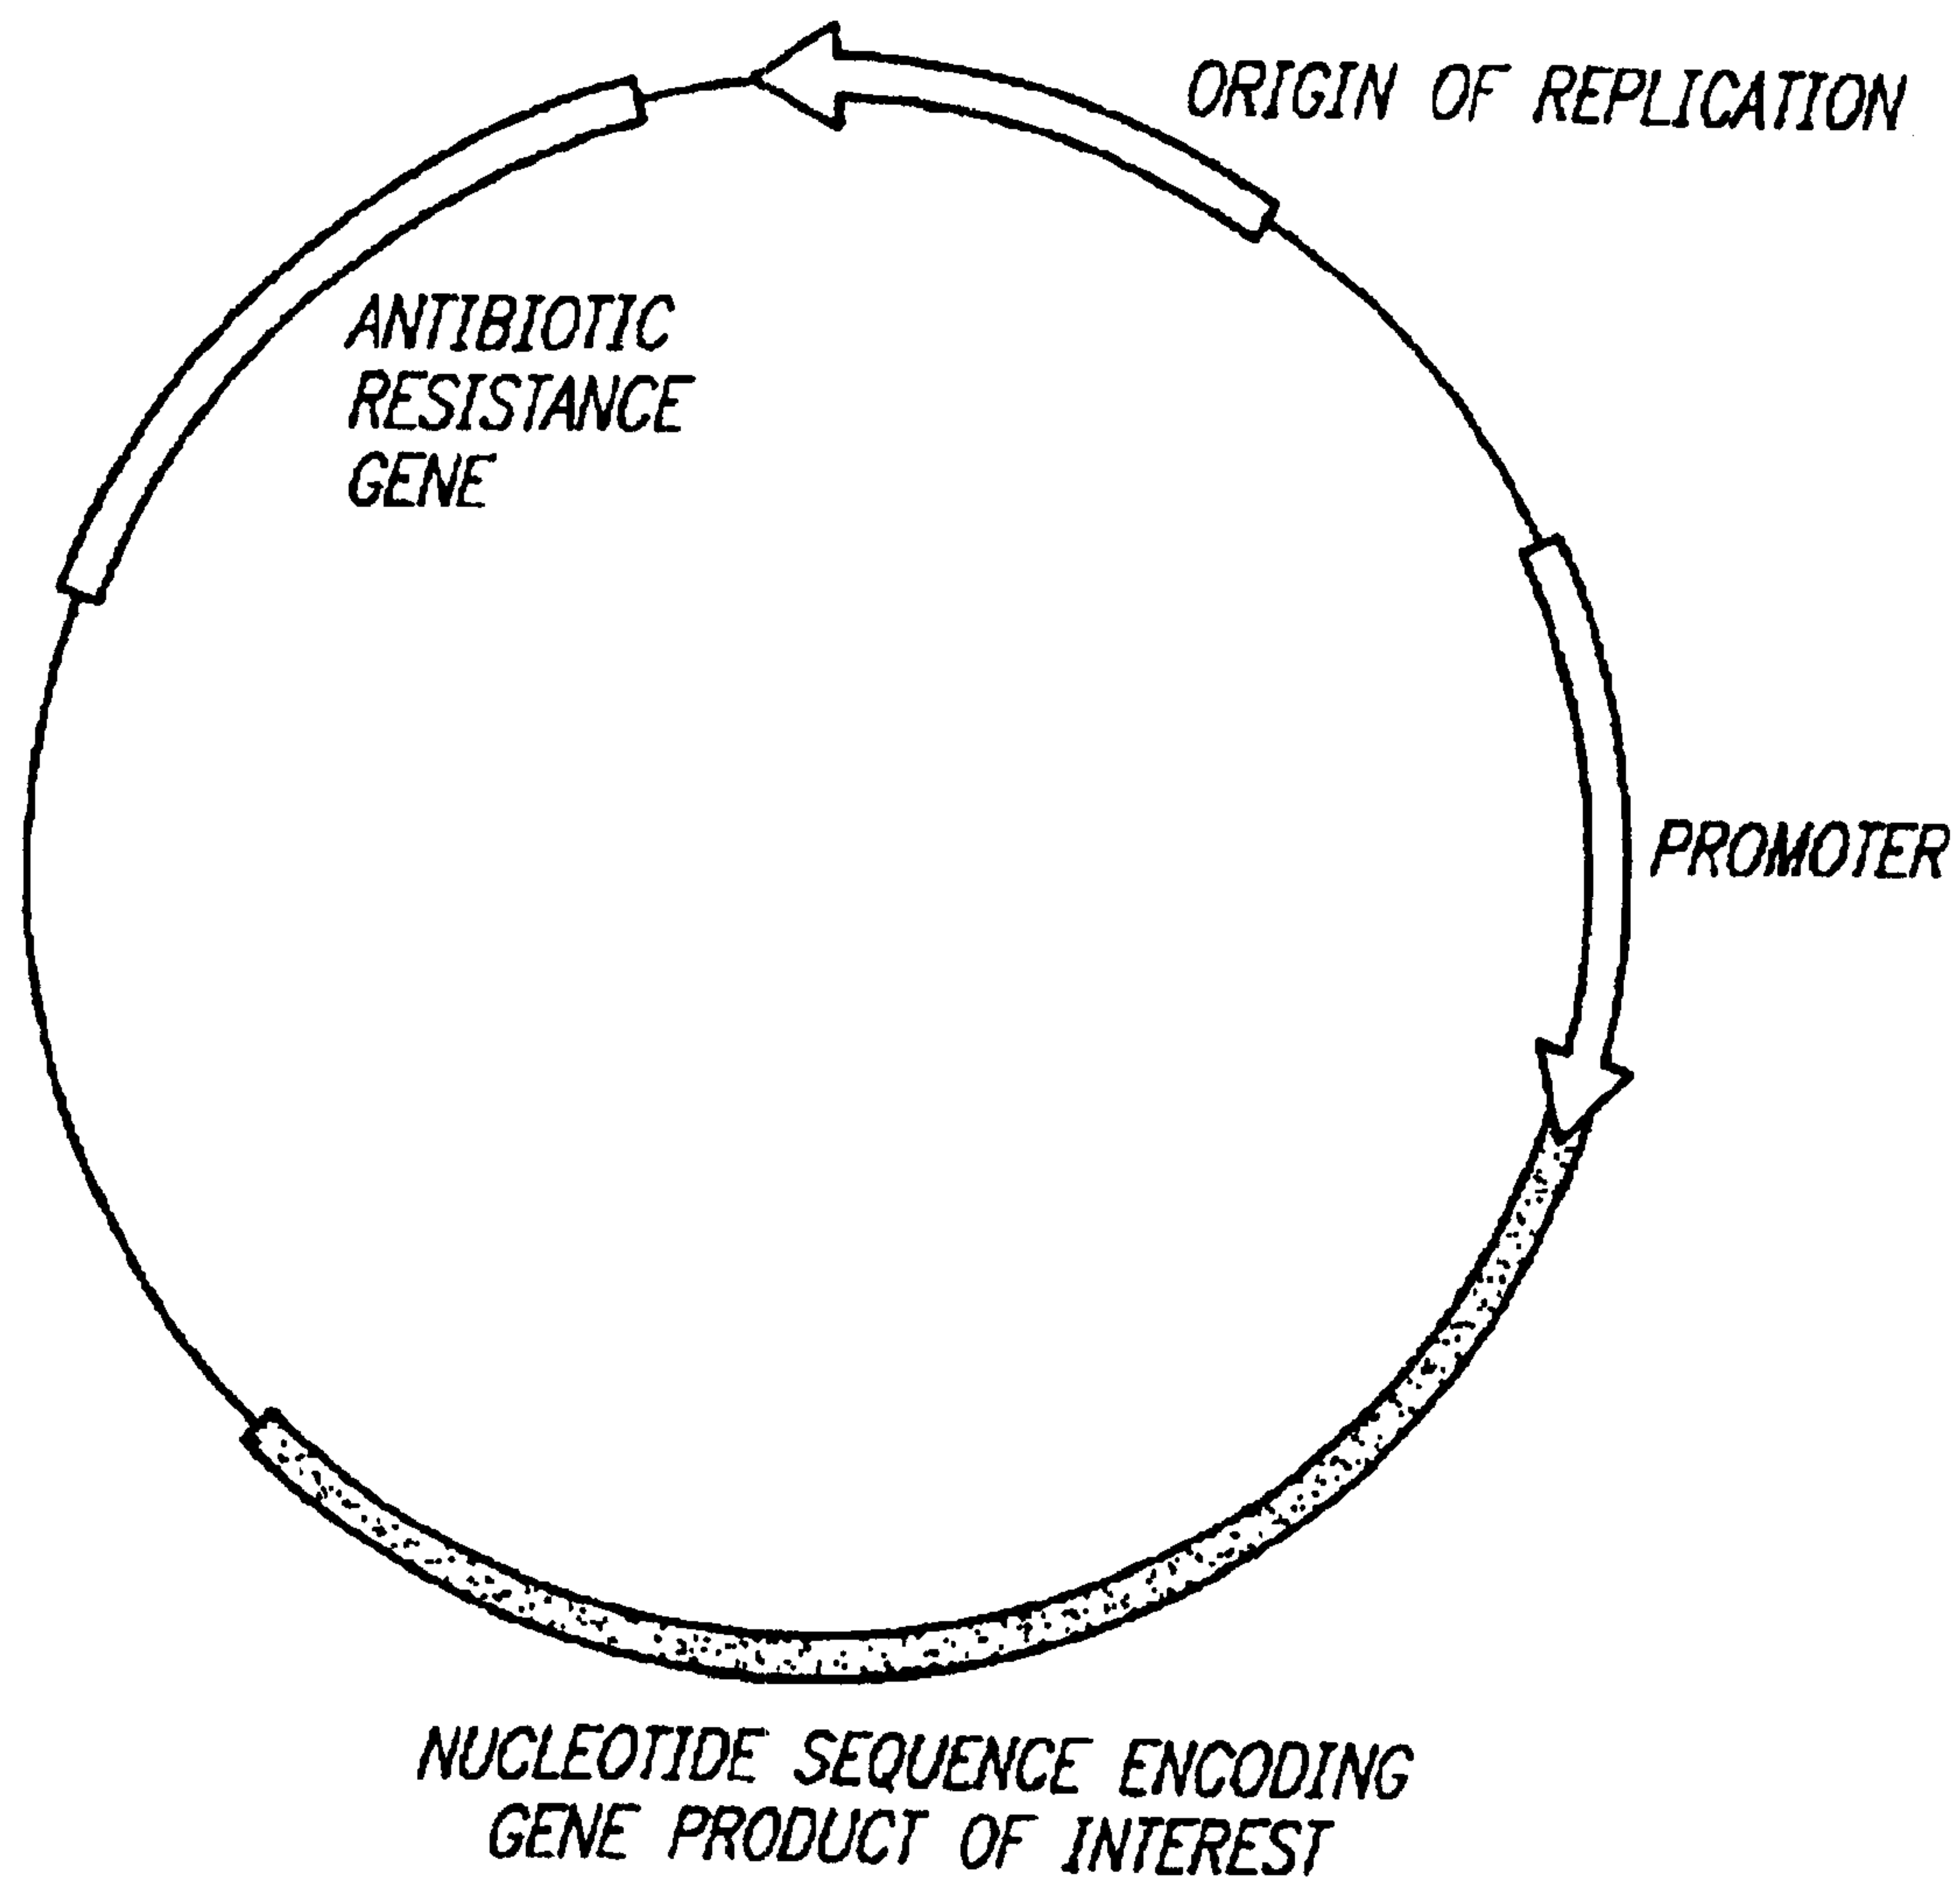 ORIGIN OF REPLICATION
ANTIBIOTIC
RESISTANCE
GENE
PROMOTER
NUCLEOTIDE SEQUENCE ENCODING
GENE PRODUCT OF INTEREST